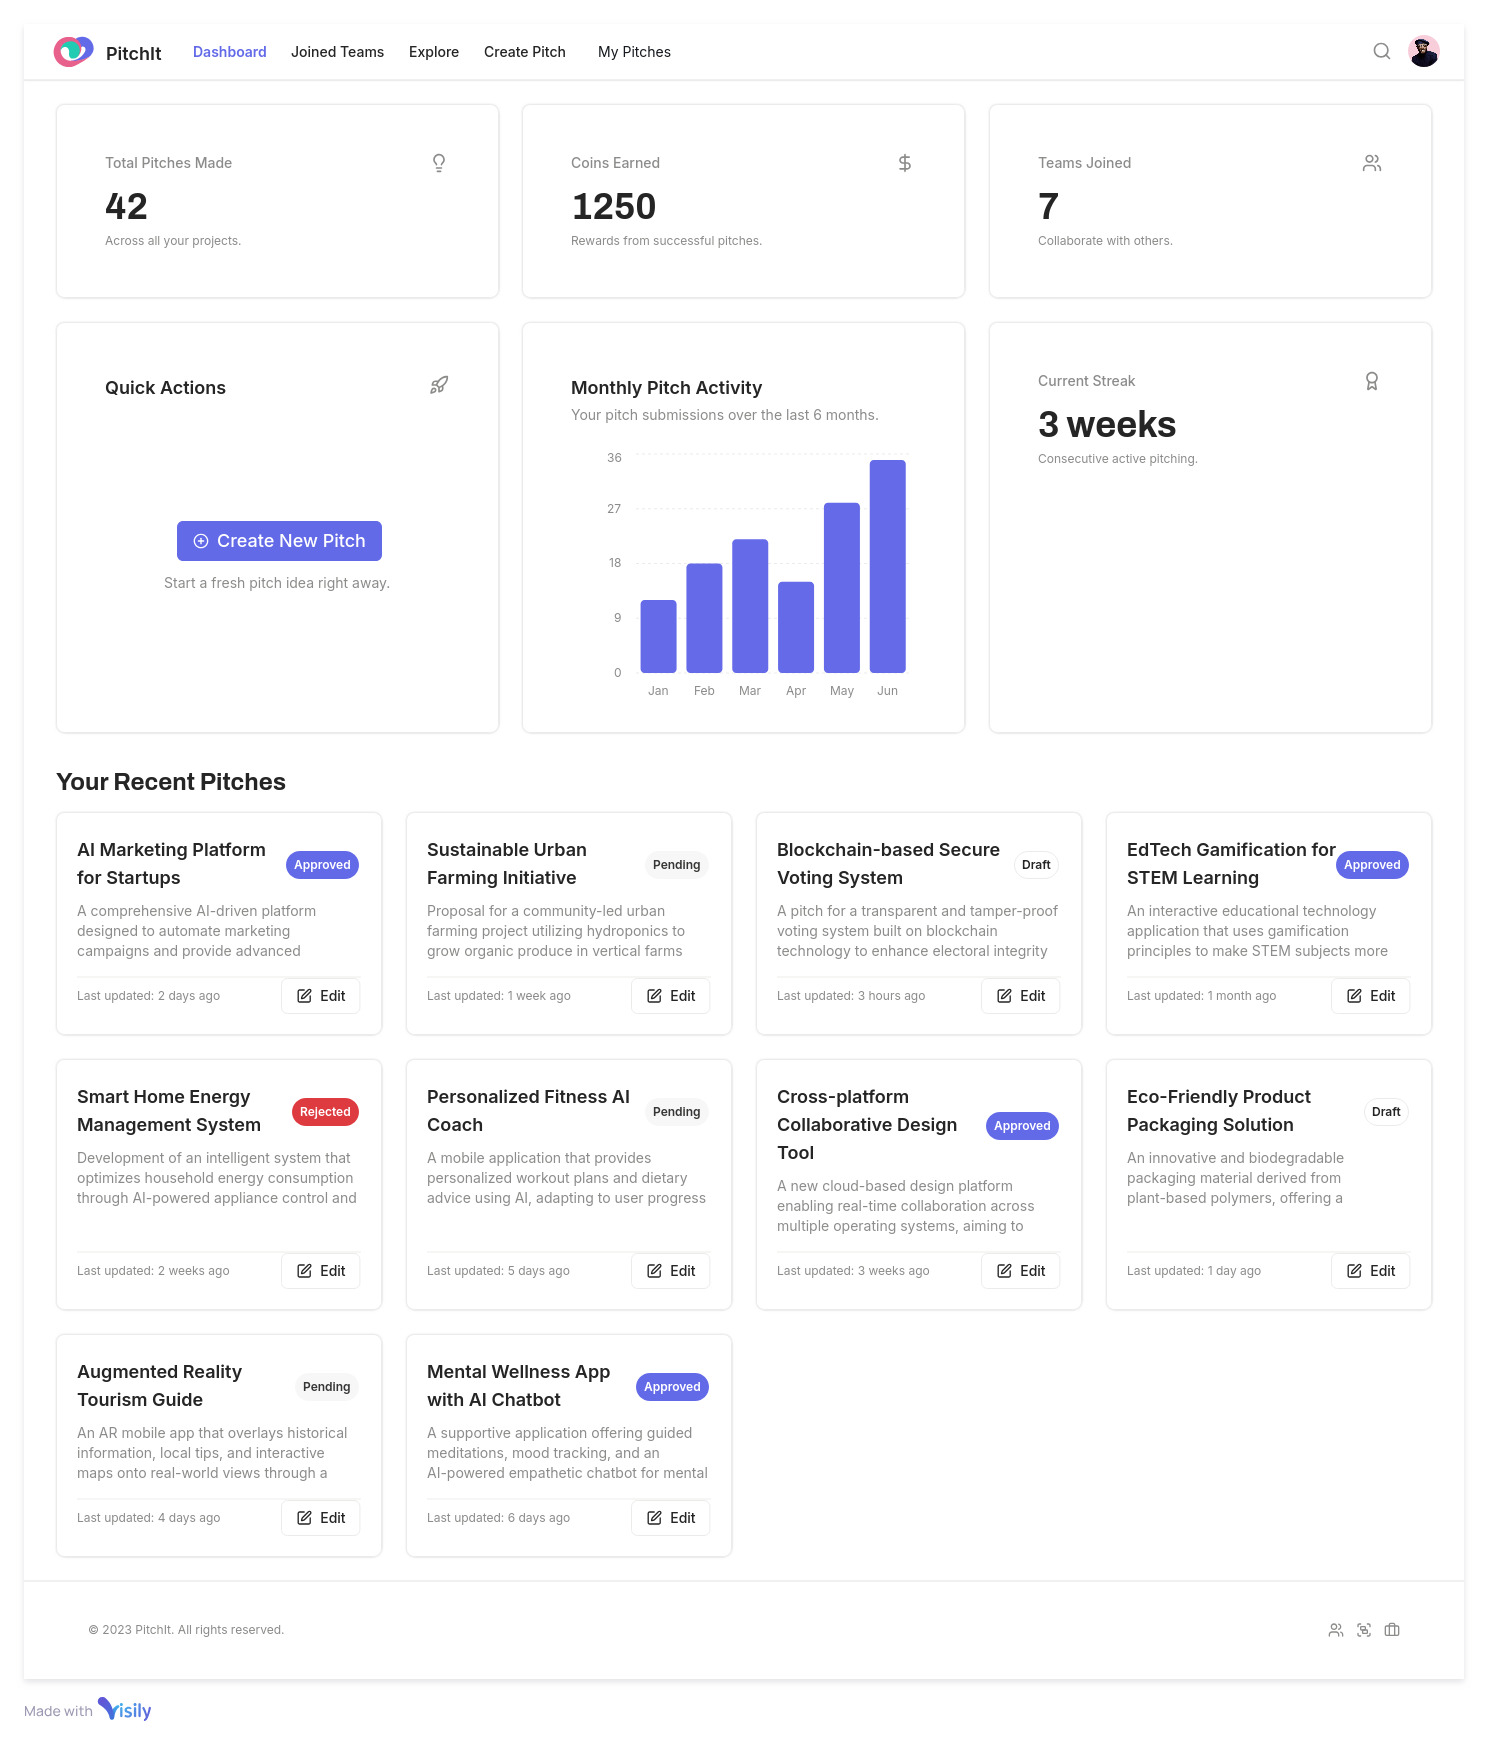 PitchIt
Dashboard
Joined Teams
Explore
Create Pitch
My Pitches
Total Pitches Made
42
Across all your projects.
Coins Earned
1250
Rewards from successful pitches.
Teams Joined
7
Collaborate with others.
Quick Actions
Create New Pitch
Start a fresh pitch idea right away.
Monthly Pitch Activity
Your pitch submissions over the last 6 months.
36
27
18
9
0
Jan
Feb
Mar
Apr
May
Jun
Current Streak
3 weeks
Consecutive active pitching.
Your Recent Pitches
AI Marketing Platform
for Startups
Approved
A comprehensive AI-driven platform
designed to automate marketing
campaigns and provide advanced
Last updated: 2 days ago
Edit
Sustainable Urban
Farming Initiative
Pending
Proposal for a community-led urban
farming project utilizing hydroponics to
grow organic produce in vertical farms
Last updated: 1 week ago
Edit
Blockchain-based Secure
Voting System
Draft
A pitch for a transparent and tamper-proof
voting system built on blockchain
technology to enhance electoral integrity
Last updated: 3 hours ago
Edit
EdTech Gamification for
STEM Learning
Approved
An interactive educational technology
application that uses gamification
principles to make STEM subjects more
Last updated: 1 month ago
Edit
Smart Home Energy
Management System
Rejected
Development of an intelligent system that
optimizes household energy consumption
through AI-powered appliance control and
Last updated: 2 weeks ago
Edit
Personalized Fitness AI
Coach
Pending
A mobile application that provides
personalized workout plans and dietary
advice using AI, adapting to user progress
Last updated: 5 days ago
Edit
Cross-platform
Collaborative Design
Tool
Approved
A new cloud-based design platform
enabling real-time collaboration across
multiple operating systems, aiming to
Last updated: 3 weeks ago
Edit
Eco-Friendly Product
Packaging Solution
Draft
An innovative and biodegradable
packaging material derived from
plant-based polymers, offering a
Last updated: 1 day ago
Edit
Augmented Reality
Tourism Guide
Pending
An AR mobile app that overlays historical
information, local tips, and interactive
maps onto real-world views through a
Last updated: 4 days ago
Edit
Mental Wellness App
with AI Chatbot
Approved
A supportive application offering guided
meditations, mood tracking, and an
AI-powered empathetic chatbot for mental
Last updated: 6 days ago
Edit
© 2023 PitchIt. All rights reserved.
Made with Visily